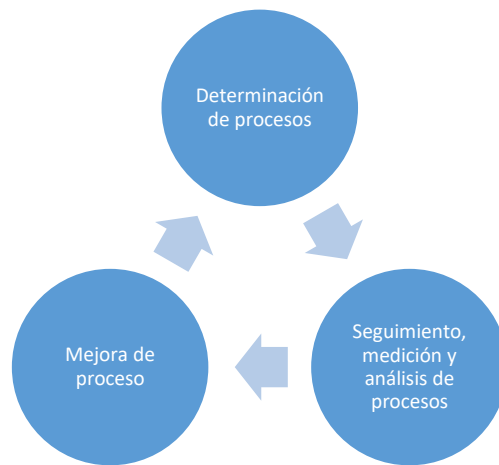 Determinación
de procesos
Seguimiento,
medición y
análisis de
procesos
Mejora de
proceso